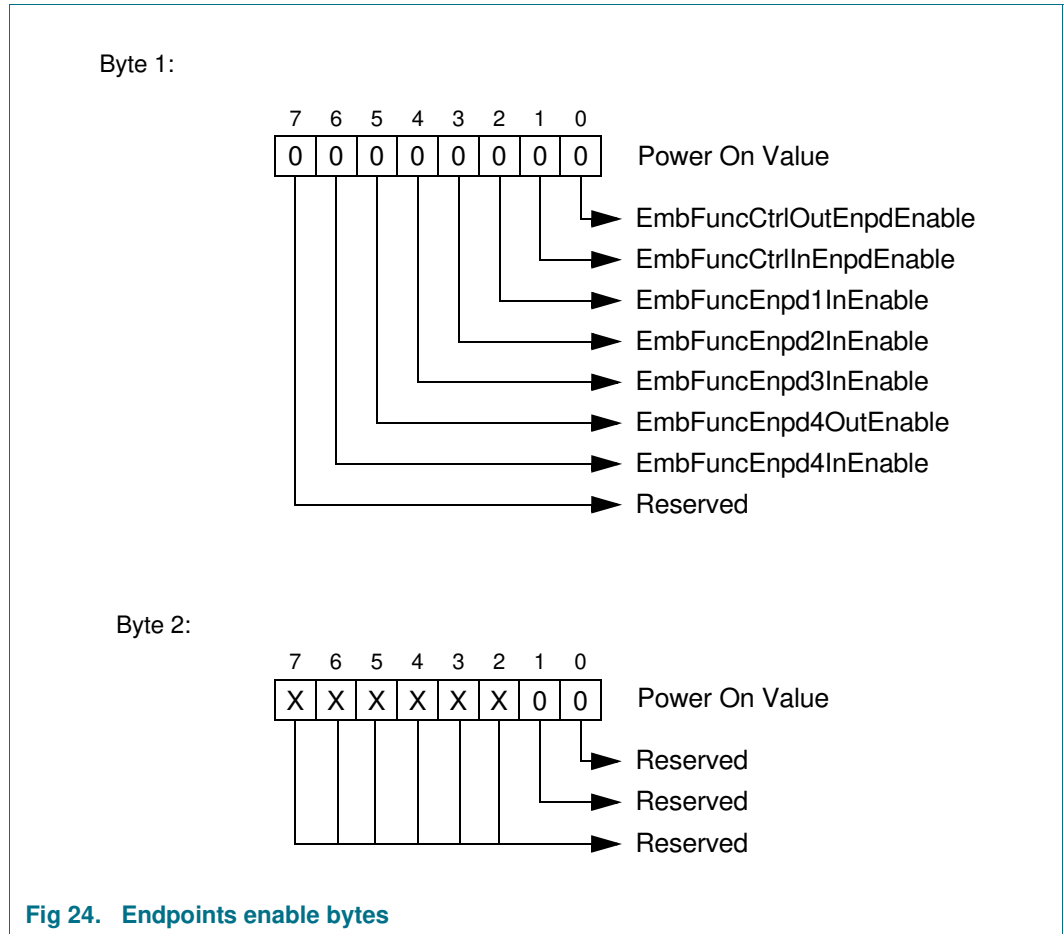 Byte 1:
7 6 5 4 3 2 1 0
0 0 0 0 0 0 0 0 Power On Value
EmbFuncCtrlOutEnpdEnable
EmbFuncCtrlInEnpdEnable
EmbFuncEnpd1InEnable
EmbFuncEnpd2InEnable
EmbFuncEnpd3InEnable
EmbFuncEnpd4OutEnable
EmbFuncEnpd4InEnable
Reserved
Byte 2:
7 6 5 4 3 2 1 0
X X X X X X 0 0 Power On Value
Reserved
Reserved
Reserved
Fig 24. Endpoints enable bytes